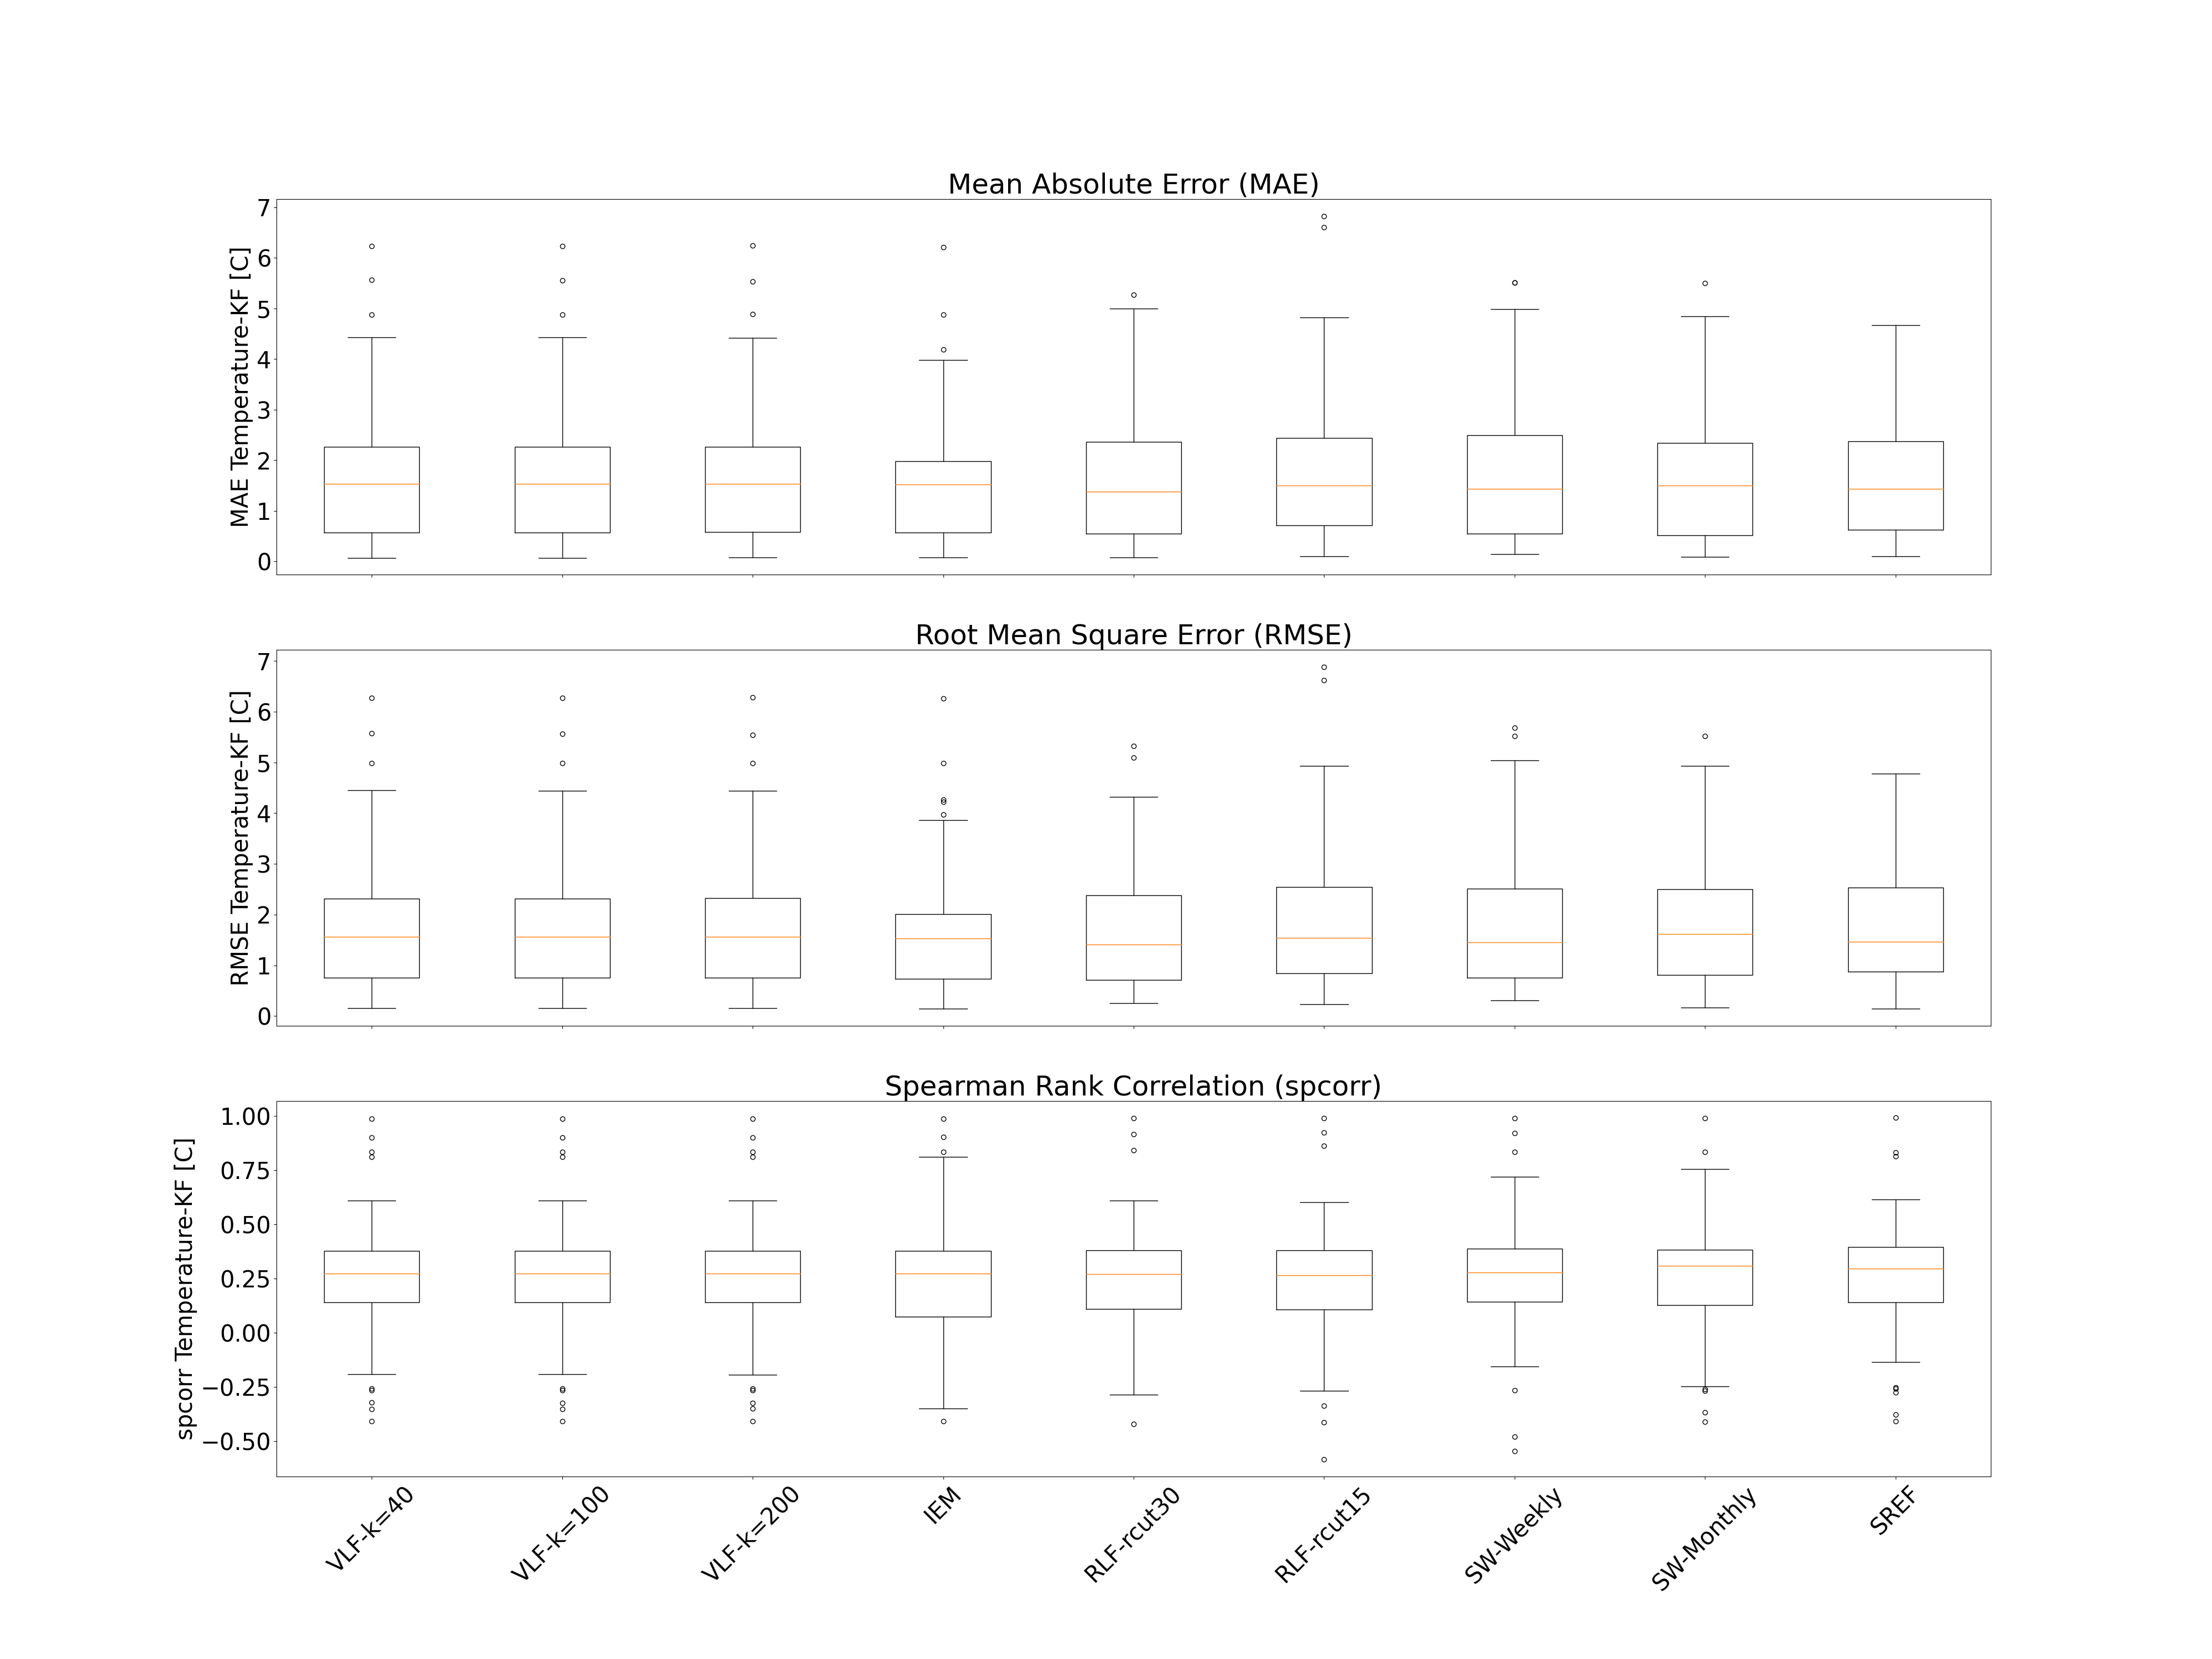 Mean Absolute Error (MAE)
MAE Temperature-KF [C]
7
6
5
4
3
2
1
0
Root Mean Square Error (RMSE)
RMSE Temperature-KF [C]
7
6
5
4
3
2
1
0
Spearman Rank Correlation (spcorr)
spcorr Temperature-KF [C]
1.00
0.75
0.50
0.25
0.00
−0.25
−0.50
VLF-k=40
VLF-k=100
VLF-k=200
IEM
RLF-rcut30
RLF-rcut15
SW-Weekly
SW-Monthly
SREF